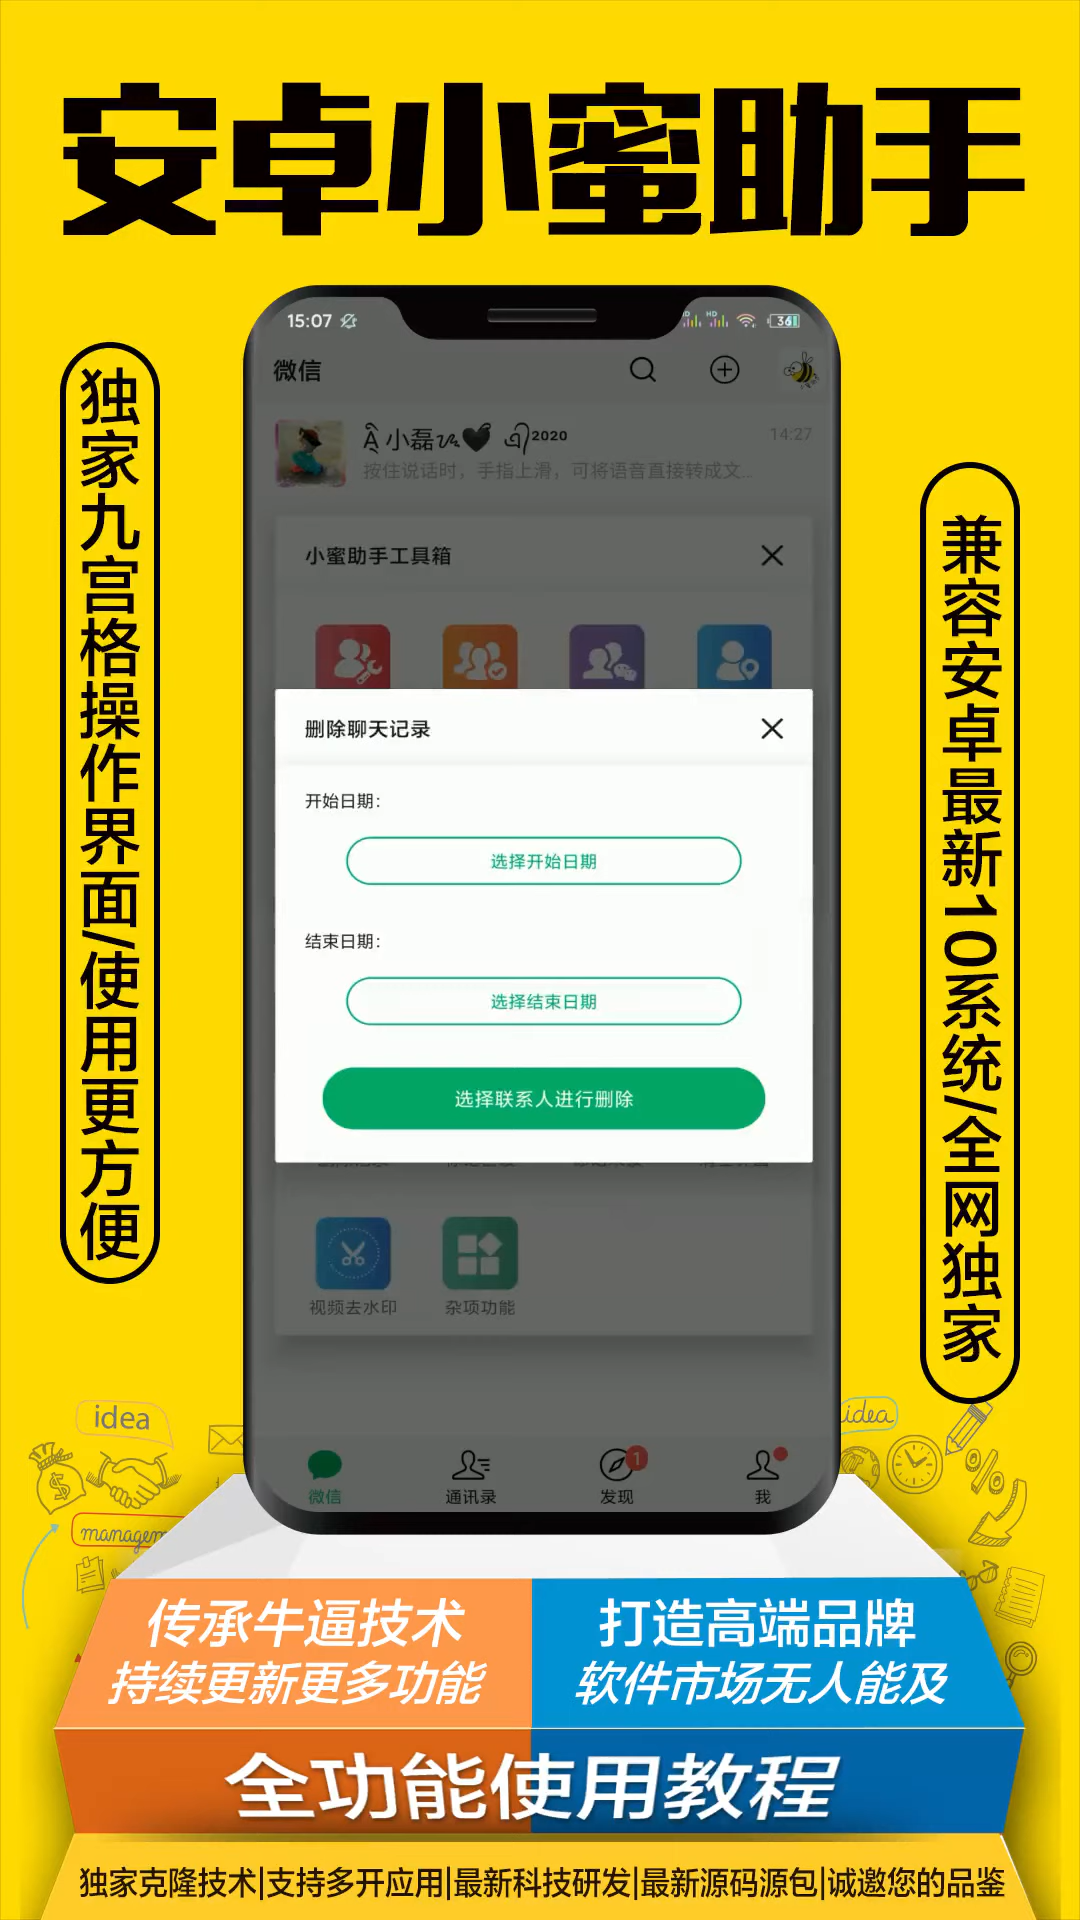 安卓小蜜助手
独家九宫格操作界面/使用更方便
兼容安卓最新10系统/全网独家
15:07
HD
36
微信
小磊
2020
14:27
按住说话时，手指上滑，可将语音直接转成文...
小蜜助手工具箱
删除聊天记录
开始日期：
选择开始日期
结束日期：
选择结束日期
选择联系人进行删除
视频去水印
杂项功能
微信
通讯录
发现
1
我
idea
idea
传承牛逼技术
持续更新更多功能
打造高端品牌
软件市场无人能及
全功能使用教程
独家克隆技术|支持多开应用|最新科技研发|最新源码源包|诚邀您的品鉴